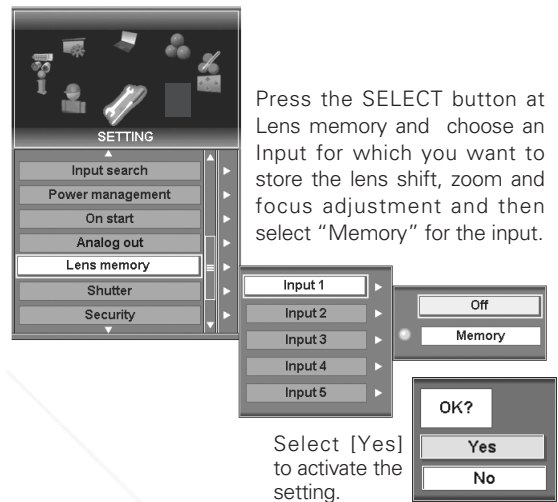 SETTING
Input search
Power management
On start
Analog out
Lens memory
Shutter
Security
Press the SELECT button at
Lens memory and choose an
Input for which you want to
store the lens shift, zoom and
focus adjustment and then
select “Memory” for the input.
Input 1
Input 2
Input 3
Input 4
Input 5
Off
Memory
Select [Yes]
to activate the
setting.
OK?
Yes
No